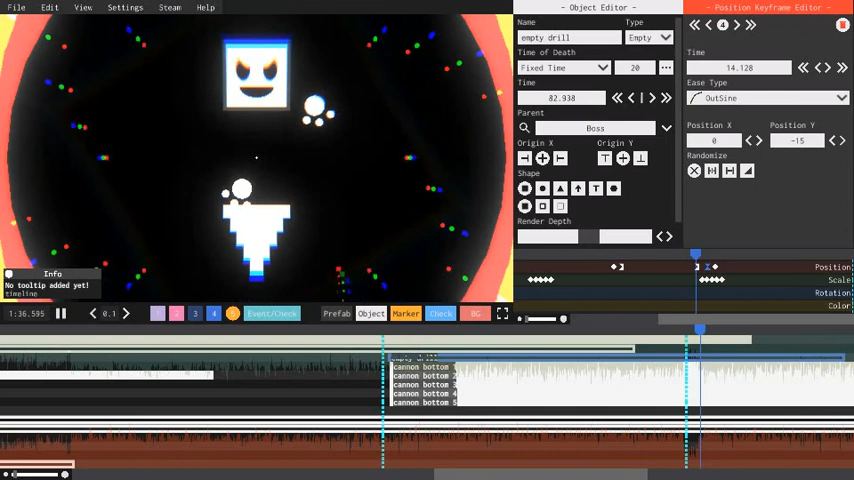 File Edit View Settings Steam Help
- Object Editor -
- Position Keyframe Editor -
Name
Type
empty drill
Empty
Time of Death
Fixed Time
20
...
Time
82.938
Parent
Boss
Origin X
Origin Y
Shape
T
Render Depth
4
Time
14.128
Ease Type
OutSine
Position X
Position Y
0
-15
Randomize
Info
No tooltip added yet!
timeline
1:36.595
0.1
1
2
3
4
5
Event/Check
Prefab
Object
Marker
Check
BG
Position
Scale
Rotation
Color
empty drill
cannon bottom 1
cannon bottom 2
cannon bottom 3
cannon bottom 4
cannon bottom 5